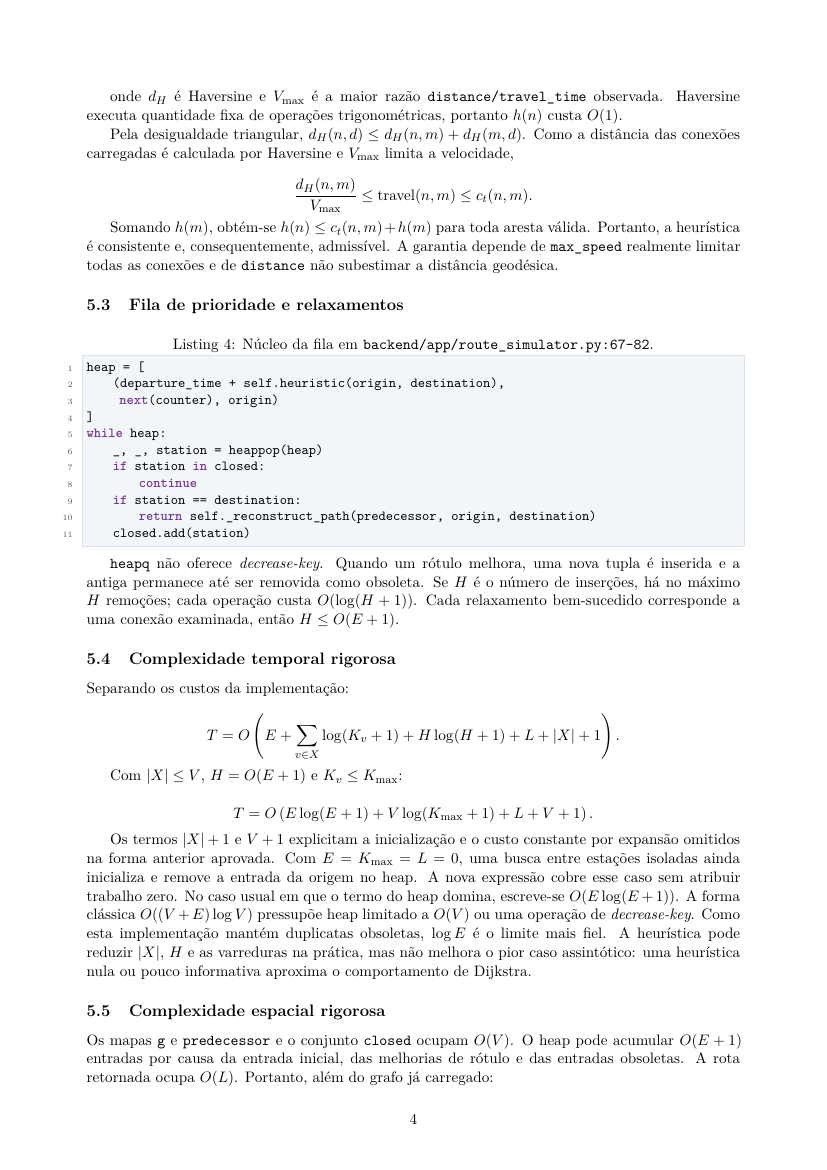 onde d_H é Haversine e V_max é a maior razão distance/travel_time observada. Haversine
executa quantidade fixa de operações trigonométricas, portanto h(n) custa O(1).
Pela desigualdade triangular, d_H(n, d) ≤ d_H(n, m) + d_H(m, d). Como a distância das conexões
carregadas é calculada por Haversine e V_max limita a velocidade,
d_H(n, m) / V_max ≤ travel(n, m) ≤ c_t(n, m).
Somando h(m), obtém-se h(n) ≤ c_t(n, m)+h(m) para toda aresta válida. Portanto, a heurística
é consistente e, consequentemente, admissível. A garantia depende de max_speed realmente limitar
todas as conexões e de distance não subestimar a distância geodésica.
5.3 Fila de prioridade e relaxamentos
Listing 4: Núcleo da fila em backend/app/route_simulator.py:67-82.
1 heap = [
2     (departure_time + self.heuristic(origin, destination),
3      next(counter), origin)
4 ]
5 while heap:
6     _, _, station = heappop(heap)
7     if station in closed:
8         continue
9     if station == destination:
10         return self._reconstruct_path(predecessor, origin, destination)
11     closed.add(station)
heapq não oferece decrease-key. Quando um rótulo melhora, uma nova tupla é inserida e a
antiga permanece até ser removida como obsoleta. Se H é o número de inserções, há no máximo
H remoções; cada operação custa O(log(H + 1)). Cada relaxamento bem-sucedido corresponde a
uma conexão examinada, então H ≤ O(E + 1).
5.4 Complexidade temporal rigorosa
Separando os custos da implementação:
T = O(E + ∑_{v∈X} log(K_v + 1) + H log(H + 1) + L + |X| + 1).
Com |X| ≤ V, H = O(E + 1) e K_v ≤ K_max:
T = O (E log(E + 1) + V log(K_max + 1) + L + V + 1) .
Os termos |X| + 1 e V + 1 explicitam a inicialização e o custo constante por expansão omitidos
na forma anterior aprovada. Com E = K_max = L = 0, uma busca entre estações isoladas ainda
inicializa e remove a entrada da origem no heap. A nova expressão cobre esse caso sem atribuir
trabalho zero. No caso usual em que o termo do heap domina, escreve-se O(E log(E + 1)). A forma
clássica O((V + E) log V) pressupõe heap limitado a O(V) ou uma operação de decrease-key. Como
esta implementação mantém duplicatas obsoletas, log E é o limite mais fiel. A heurística pode
reduzir |X|, H e as varreduras na prática, mas não melhora o pior caso assintótico: uma heurística
nula ou pouco informativa aproxima o comportamento de Dijkstra.
5.5 Complexidade espacial rigorosa
Os mapas g e predecessor e o conjunto closed ocupam O(V). O heap pode acumular O(E + 1)
entradas por causa da entrada inicial, das melhorias de rótulo e das entradas obsoletas. A rota
retornada ocupa O(L). Portanto, além do grafo já carregado:
4